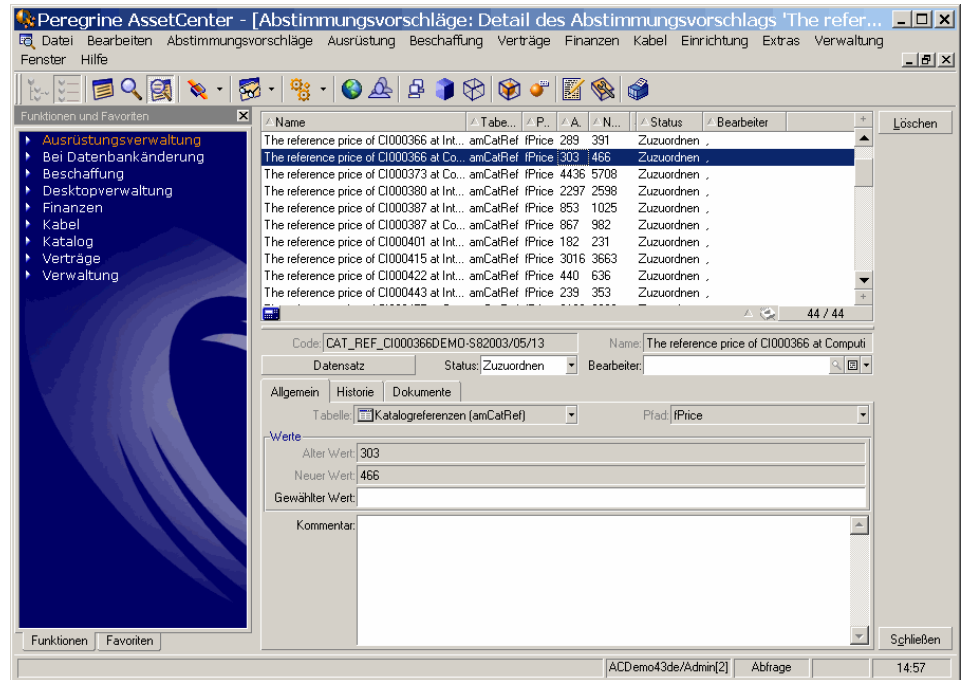 Peregrine AssetCenter - [Abstimmungsvorschläge: Detail des Abstimmungsvorschlags 'The refer...
Datei Bearbeiten Abstimmungsvorschläge Ausrüstung Beschaffung Verträge Finanzen Kabel Einrichtung Extras Verwaltung
Fenster Hilfe
Funktionen und Favoriten
Ausrüstungsverwaltung
Bei Datenbankänderung
Beschaffung
Desktopverwaltung
Finanzen
Kabel
Katalog
Verträge
Verwaltung
Funktionen Favoriten
Name Tabe... P... A. N... Status Bearbeiter
The reference price of CI000366 at Int... amCatRef fPrice 289 391 Zuzuordnen ,
The reference price of CI000366 at Co... amCatRef fPrice 303 466 Zuzuordnen ,
The reference price of CI000373 at Co... amCatRef fPrice 4436 5708 Zuzuordnen ,
The reference price of CI000380 at Int... amCatRef fPrice 2297 2598 Zuzuordnen ,
The reference price of CI000387 at Int... amCatRef fPrice 853 1025 Zuzuordnen ,
The reference price of CI000387 at Co... amCatRef fPrice 867 982 Zuzuordnen ,
The reference price of CI000401 at Int... amCatRef fPrice 182 231 Zuzuordnen ,
The reference price of CI000415 at Int... amCatRef fPrice 3016 3663 Zuzuordnen ,
The reference price of CI000422 at Int... amCatRef fPrice 440 636 Zuzuordnen ,
The reference price of CI000443 at Int... amCatRef fPrice 239 353 Zuzuordnen ,
44 / 44
Löschen
Code: CAT_REF_CI000366DEMO-S82003/05/13 Name: The reference price of CI000366 at Computi
Datensatz Status: Zuzuordnen Bearbeiter:
Allgemein Historie Dokumente
Tabelle: Katalogreferenzen (amCatRef) Pfad: fPrice
Werte
Alter Wert: 303
Neuer Wert: 466
Gewählter Wert:
Kommentar:
Schließen
ACDemo43de/Admin[2] Abfrage 14:57